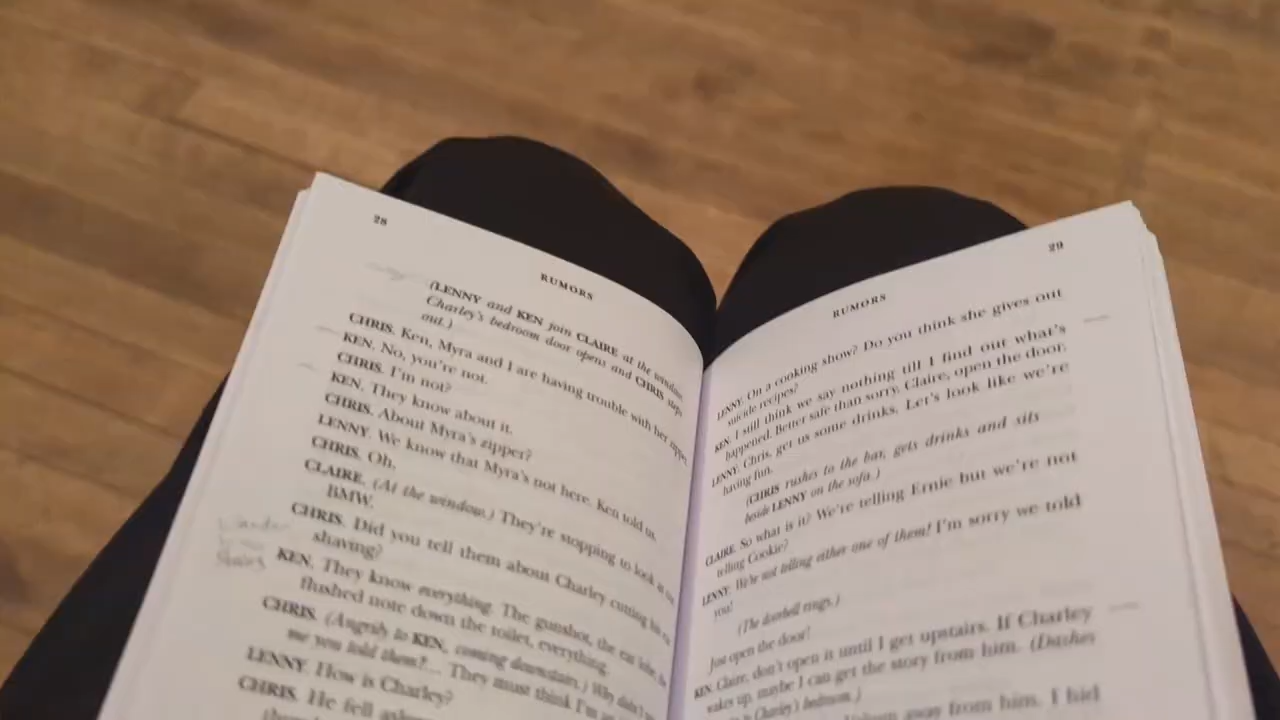 28
RUMORS
(LENNY and KEN join CLAIRE at the window.
Charley's bedroom door opens and CHRIS steps
out.)
CHRIS. Ken, Myra and I are having trouble with her zipper.
KEN. No, you're not.
CHRIS. I'm not?
KEN. They know about it.
CHRIS. About Myra's zipper?
LENNY. We know that Myra's not here. Ken told us.
CHRIS. Oh.
CLAIRE. (At the window.) They're stopping to look at
BMW.
CHRIS. Did you tell them about Charley cutting
shaving?
KEN. They know everything. The gunshot, the ear lobe, the
flushed note down the toilet, everything.
CHRIS. (Angrily to KEN, coming downstairs.) Why didn't you
me you told them?... They must think I'm
LENNY. How is Charley?
CHRIS. He fell
29
RUMORS
LENNY. On a cooking show? Do you think she gives out
suicide recipes?
KEN. I still think we say nothing till I find out what's
happened. Better safe than sorry. Claire, open the door.
LENNY. Chris, get us some drinks. Let's look like we're
having fun.
(CHRIS rushes to the bar, gets drinks and sits
beside LENNY on the sofa.)
CLAIRE. So what is it? We're telling Ernie but we're not
telling Cookie?
LENNY. We're not telling either one of them! I'm sorry we told
you!
(The doorbell rings.)
Just open the door!
KEN. Claire, don't open it until I get upstairs. If Charley
wakes up, maybe I can get the story from him. (Dashes
Charley's bedroom.)
away from him. I hid